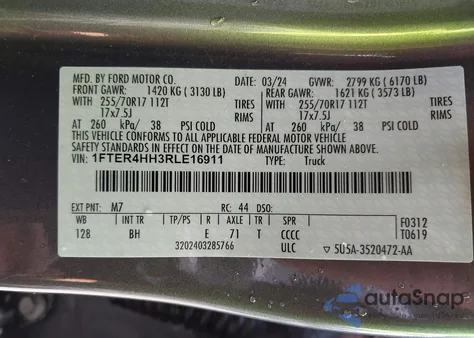 MFD. BY FORD MOTOR CO.
DATE: 03/24 GVWR: 2799 KG ( 6170 LB)
FRONT GAWR: 1420 KG ( 3130 LB) REAR GAWR: 1621 KG ( 3573 LB)
WITH 255/70R17 112T TIRES WITH 255/70R17 112T TIRES
17x7.5J RIMS 17x7.5J RIMS
AT 260 kPa/ 38 PSI COLD AT 260 kPa/ 38 PSI COLD
THIS VEHICLE CONFORMS TO ALL APPLICABLE FEDERAL MOTOR VEHICLE
SAFETY STANDARDS IN EFFECT ON THE DATE OF MANUFACTURE SHOWN ABOVE.
VIN: 1FTER4HH3RLE16911 TYPE: Truck
EXT PNT: M7 RC: 44 DSO:
WB INT TR TP/PS R AXLE TR SPR F0312
128 BH E 71 T CCCC T0619
3202403285766 ULC ▽ 5U5A-3520472-AA
autoSnap